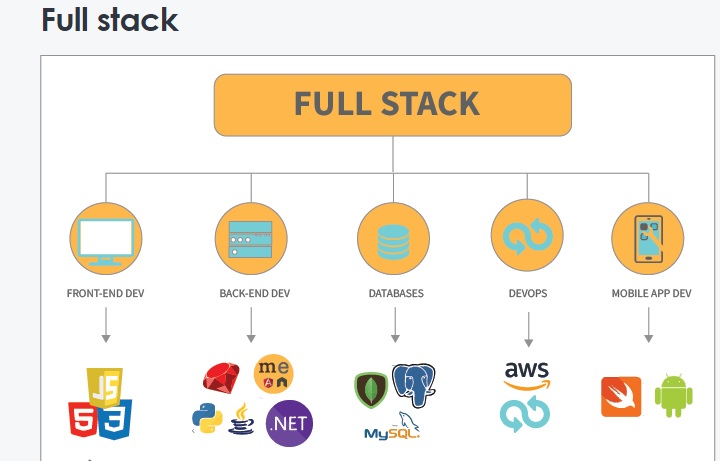 Full stack
FULL STACK
FRONT-END DEV
BACK-END DEV
DATABASES
DEVOPS
MOBILE APP DEV
JS
5 3
me
A
.NET
aws
MySQL.